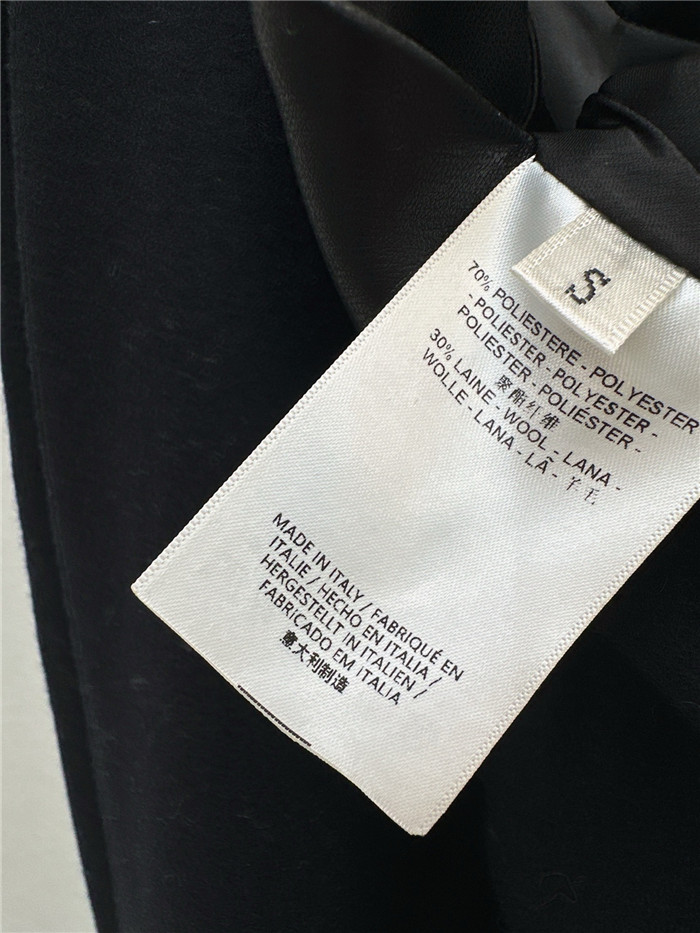 S
70% POLIESTERE - POLYESTER
- POLIESTER - POLYESTER -
POLIESTER - POLIÉSTER -
聚酯纤维
30% LAINE - WOOL - LANA -
WOLLE - LANA - LÃ - 羊毛
MADE IN ITALY / FABRIQUÉ EN
ITALIE / HECHO EN ITALIA /
HERGESTELLT IN ITALIEN /
FABRICADO EM ITALIA
意大利制造